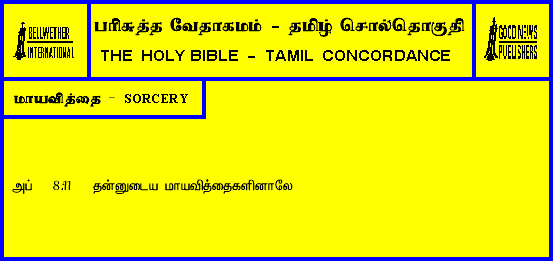 BELLWETHER
INTERNATIONAL
பரிசுத்த வேதாகமம் - தமிழ் சொல்தொகுதி
THE HOLY BIBLE - TAMIL CONCORDANCE
GOOD NEWS
PUBLISHERS
மாயவித்தை - SORCERY
அப் 8:11 தன்னுடைய மாயவித்தைகளினாலே